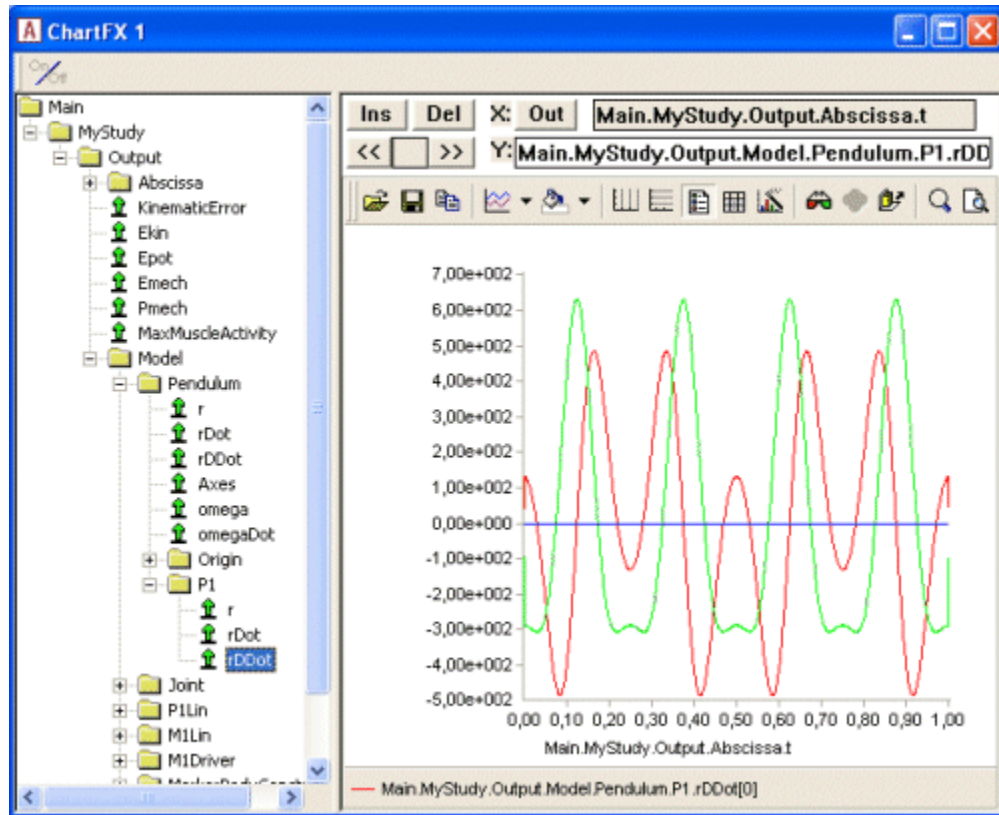 ChartFX 1
On/Off
Main
MyStudy
Output
Abscissa
KinematicError
Ekin
Epot
Emech
Pmech
MaxMuscleActivity
Model
Pendulum
r
rDot
rDDot
Axes
omega
omegaDot
Origin
P1
r
rDot
rDDot
Joint
P1Lin
M1Lin
M1Driver
Ins Del X: Out Main.MyStudy.Output.Abscissa.t
<< >> Y: Main.MyStudy.Output.Model.Pendulum.P1.rDD
7,00e+002
6,00e+002
5,00e+002
4,00e+002
3,00e+002
2,00e+002
1,00e+002
0,00e+000
-1,00e+002
-2,00e+002
-3,00e+002
-4,00e+002
-5,00e+002
0,00 0,10 0,20 0,30 0,40 0,50 0,60 0,70 0,80 0,90 1,00
Main.MyStudy.Output.Abscissa.t
Main.MyStudy.Output.Model.Pendulum.P1.rDDot[0]